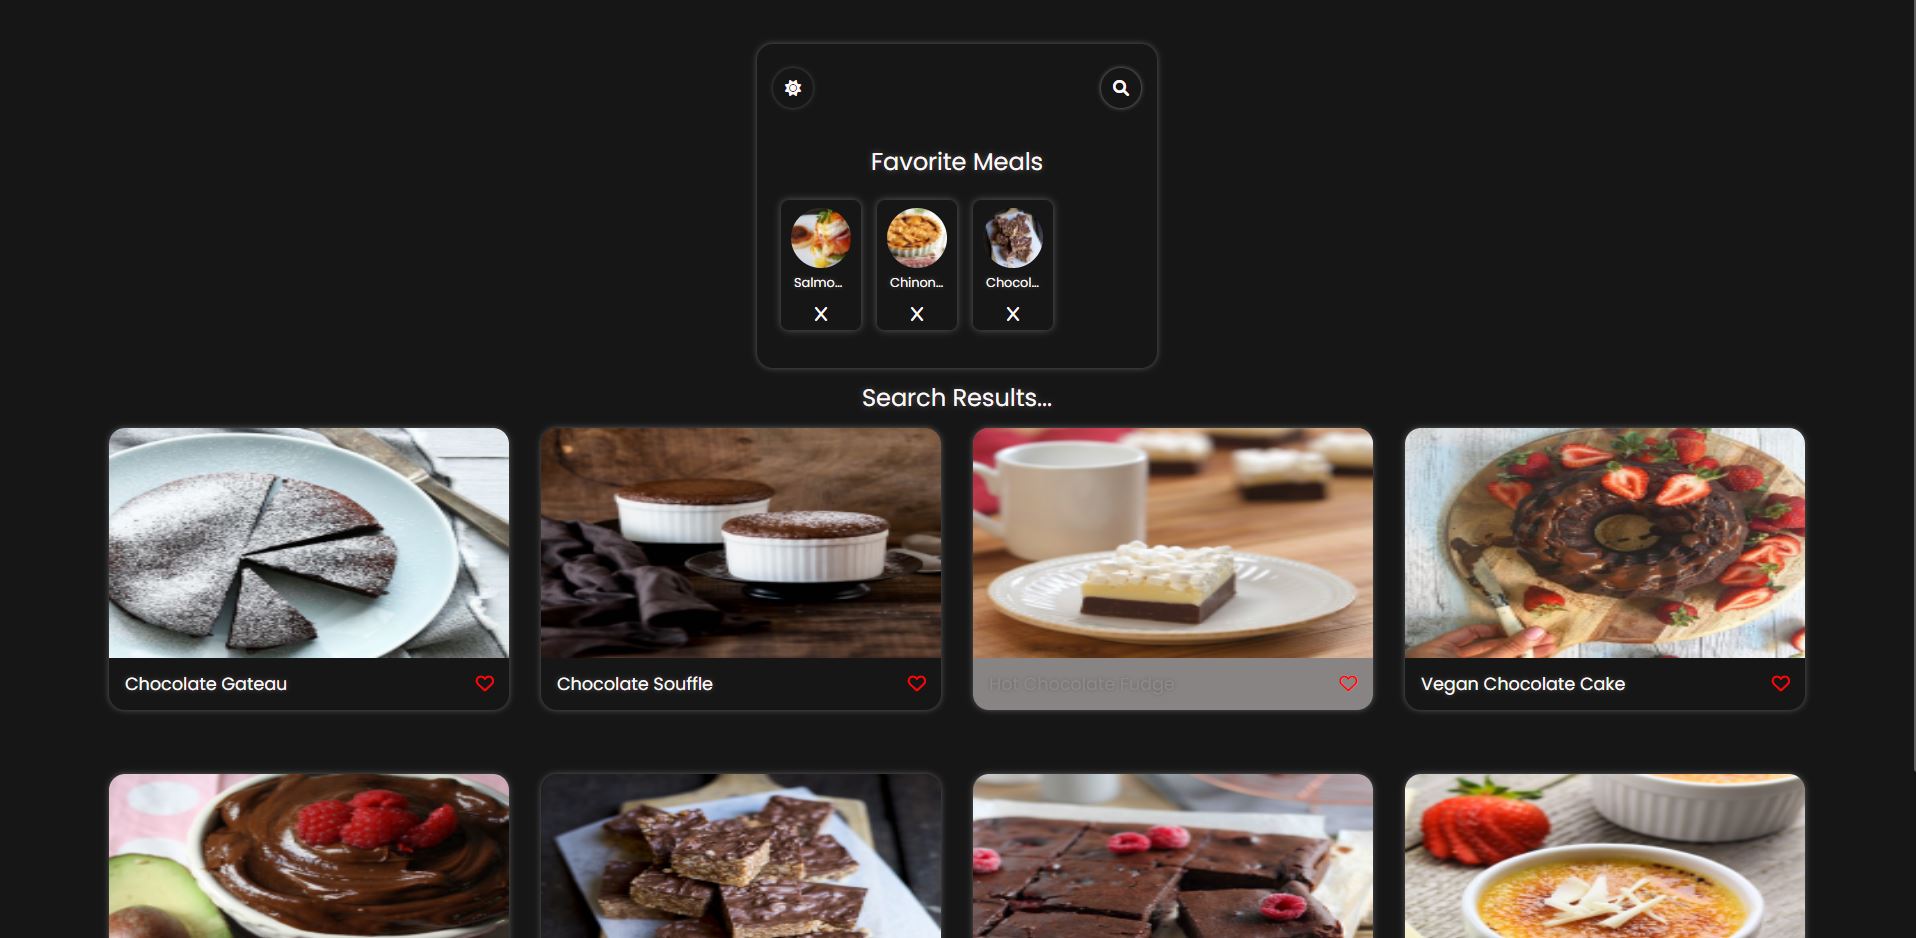 Favorite Meals
Salmo...
Chinon...
Chocol...
X
X
X
Search Results...
Chocolate Gateau
Chocolate Souffle
Hot Chocolate Fudge
Vegan Chocolate Cake